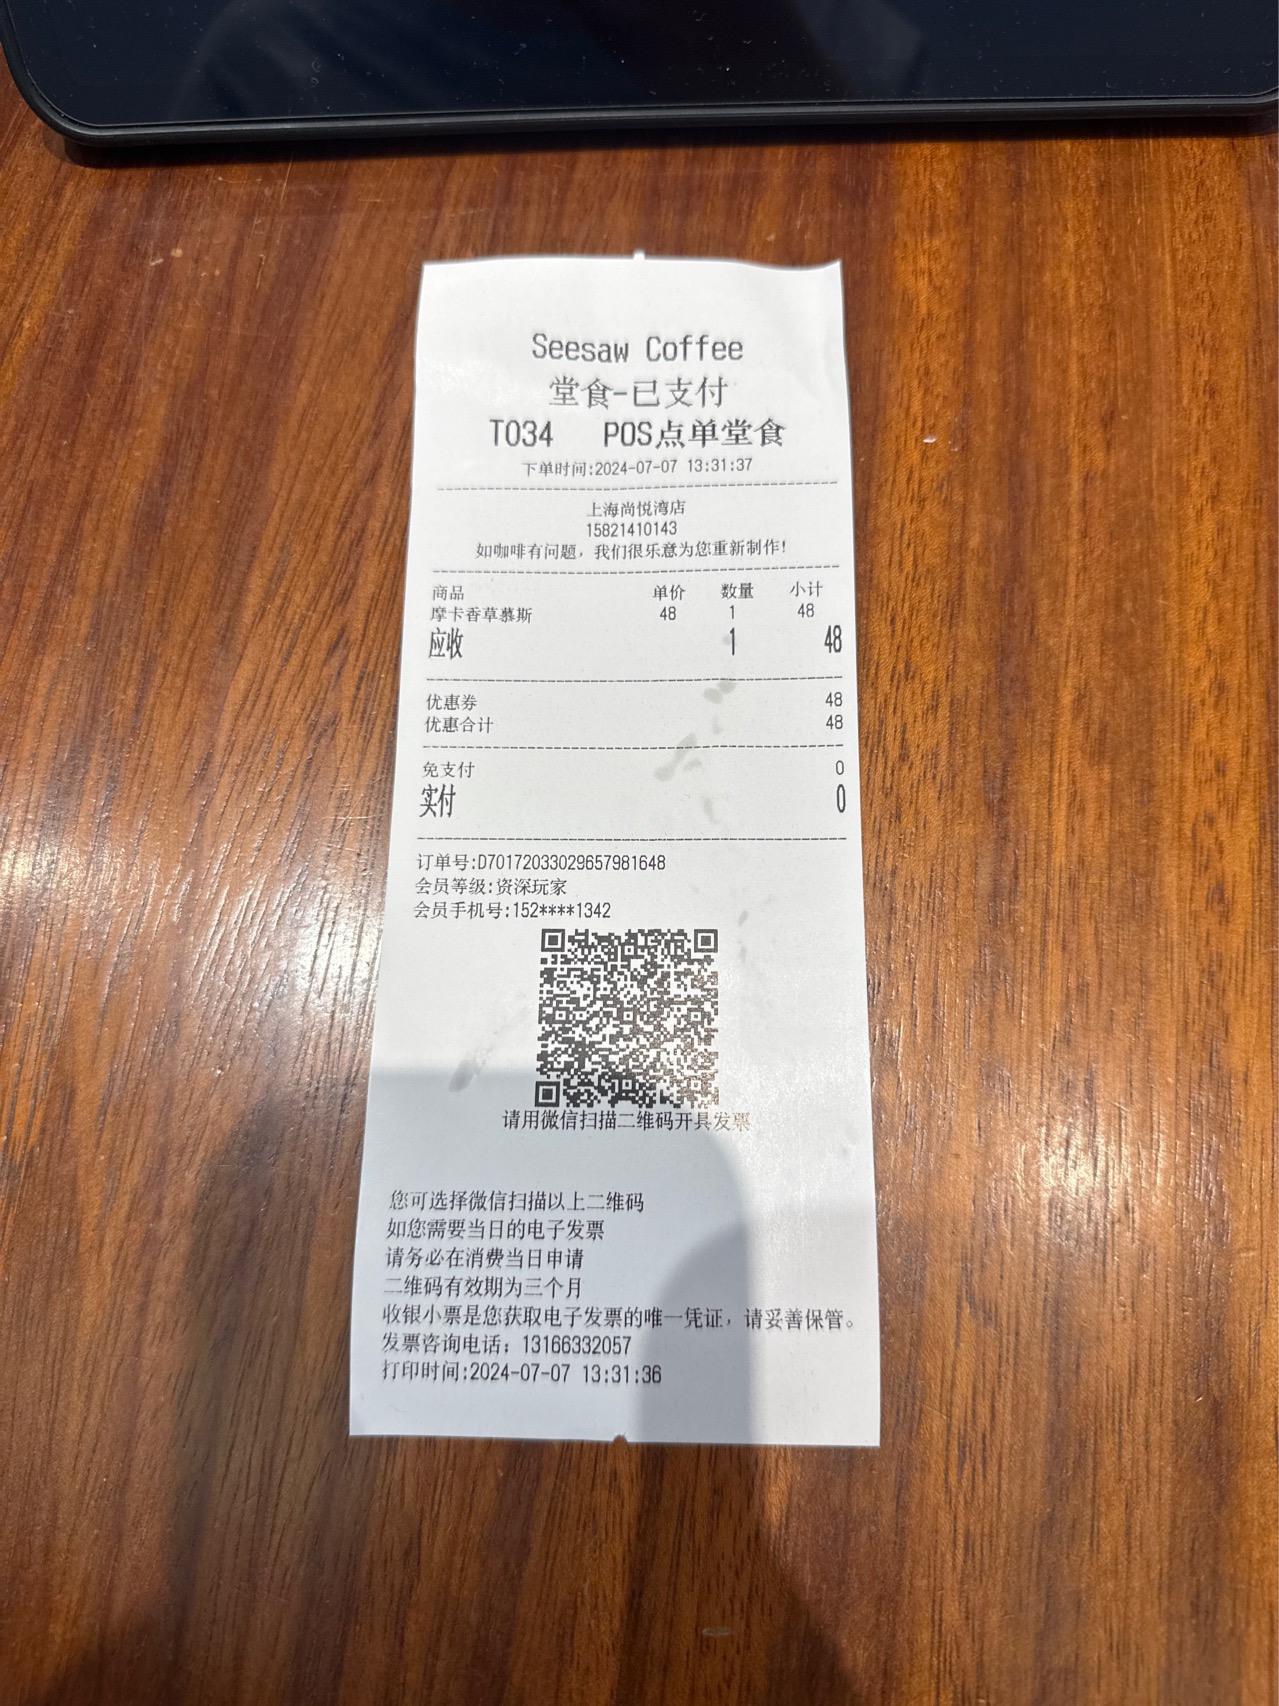 Seesaw Coffee
堂食-已支付
T034 POS点单堂食
下单时间:2024-07-07 13:31:37
上海尚悦湾店
15821410143
如咖啡有问题，我们很乐意为您重新制作!
商品 单价 数量 小计
摩卡香草慕斯 48 1 48
应收 1 48
优惠券 48
优惠合计 48
免支付 0
实付 0
订单号:D70172033029657981648
会员等级:资深玩家
会员手机号:152****1342
请用微信扫描二维码开具发票
您可选择微信扫描以上二维码
如您需要当日的电子发票
请务必在消费当日申请
二维码有效期为三个月
收银小票是您获取电子发票的唯一凭证，请妥善保管。
发票咨询电话：13166332057
打印时间:2024-07-07 13:31:36